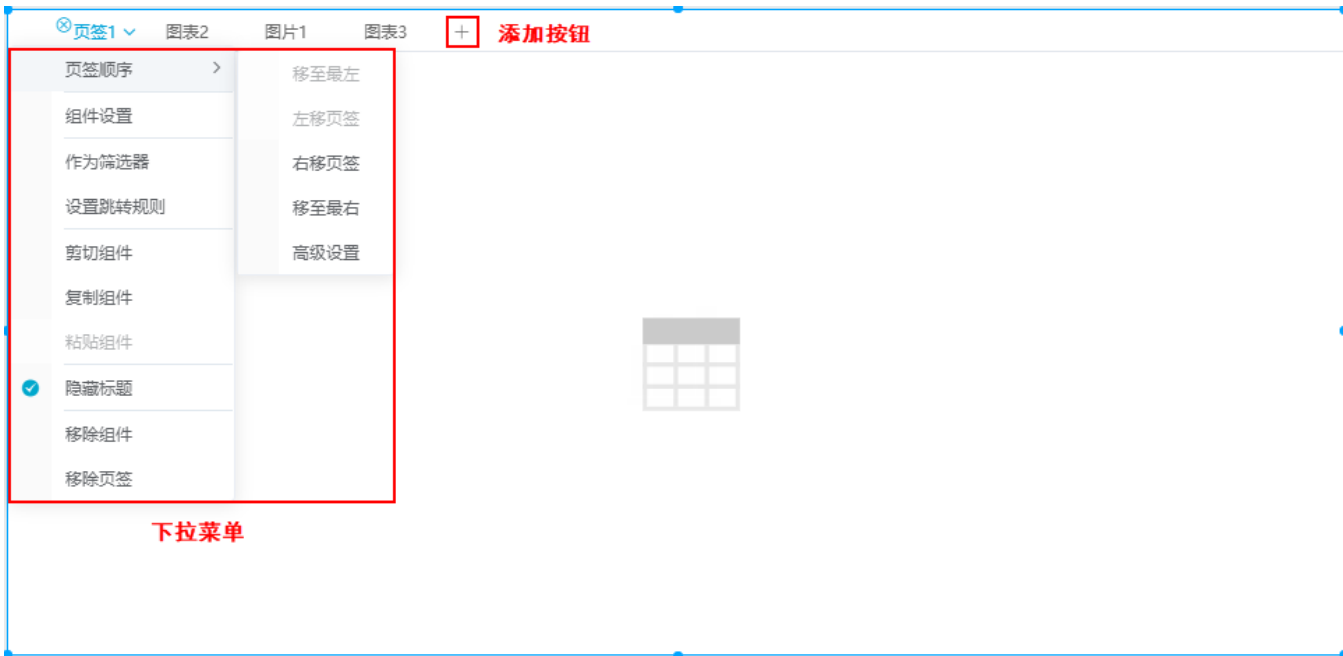 页签1 图表2 图片1 图表3 + 添加按钮
页签顺序 >
组件设置
作为筛选器
设置跳转规则
剪切组件
复制组件
粘贴组件
隐藏标题
移除组件
移除页签
移至最左
左移页签
右移页签
移至最右
高级设置
下拉菜单